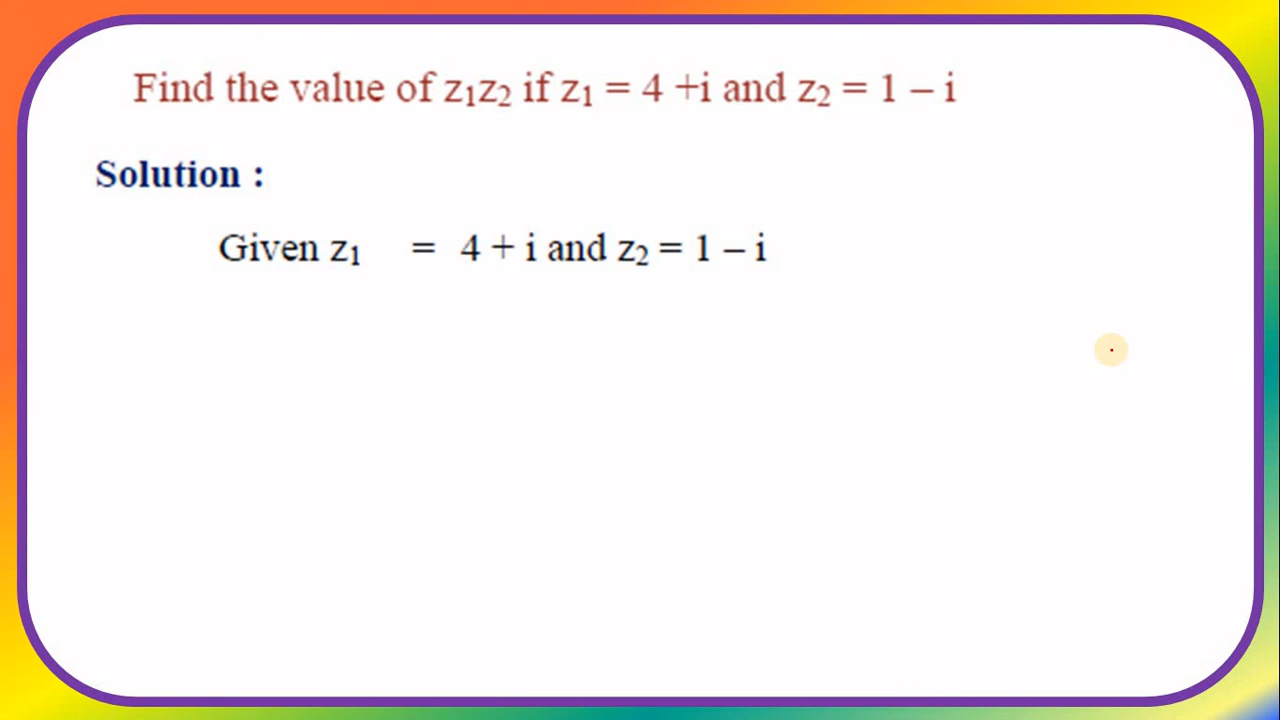 Find the value of z₁z₂ if z₁ = 4 +i and z₂ = 1 – i
Solution :
Given z₁ = 4 + i and z₂ = 1 – i